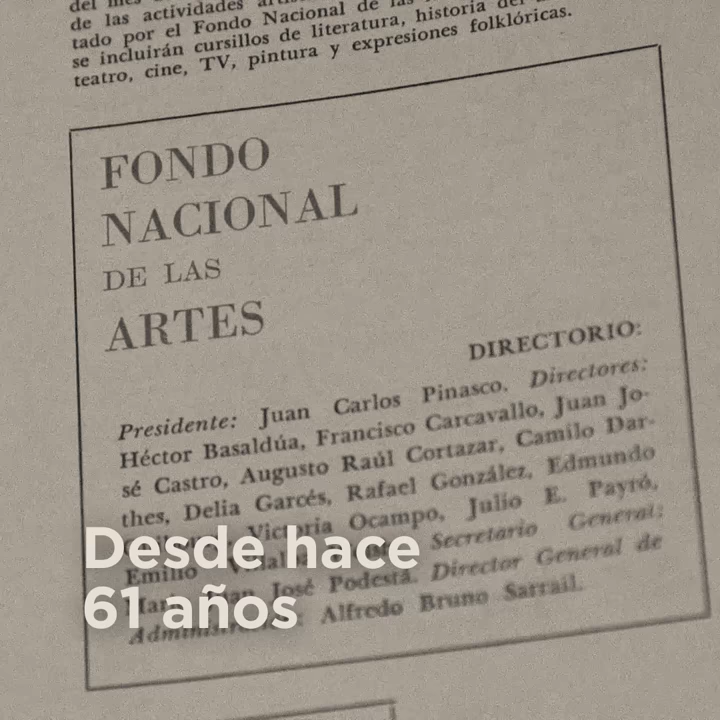 del mes de
de las actividades
tado por el Fondo Nacional de las
se incluirán cursillos de literatura, historia del
teatro, cine, TV, pintura y expresiones folklóricas.
FONDO
NACIONAL
DE LAS
ARTES
DIRECTORIO:
Presidente: Juan Carlos Pinasco. Directores:
Héctor Basaldúa, Francisco Carcavallo, Juan Jo-
sé Castro, Augusto Raúl Cortazar, Camilo Dar-
thes, Delia Garcés, Rafael González, Edmundo
Victoria Ocampo, Julio E. Payró,
Emilio Secretario General:
José Podestá. Director General de
Alfredo Bruno Sarrail.
Desde hace
61 años